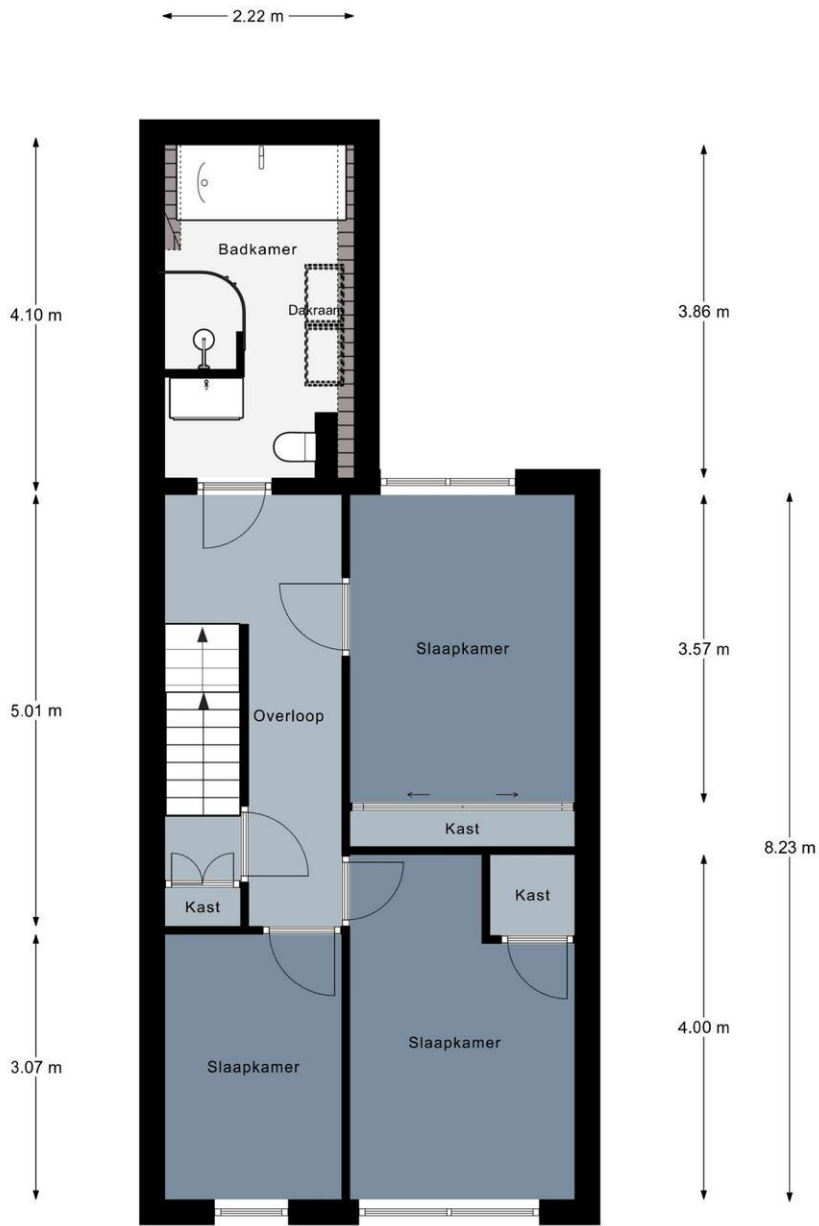 2.22 m
Badkamer
4.10 m
Dakraam
3.86 m
Slaapkamer
3.57 m
5.01 m
Overloop
Kast
8.23 m
Kast
Kast
4.00 m
Slaapkamer
3.07 m
Slaapkamer